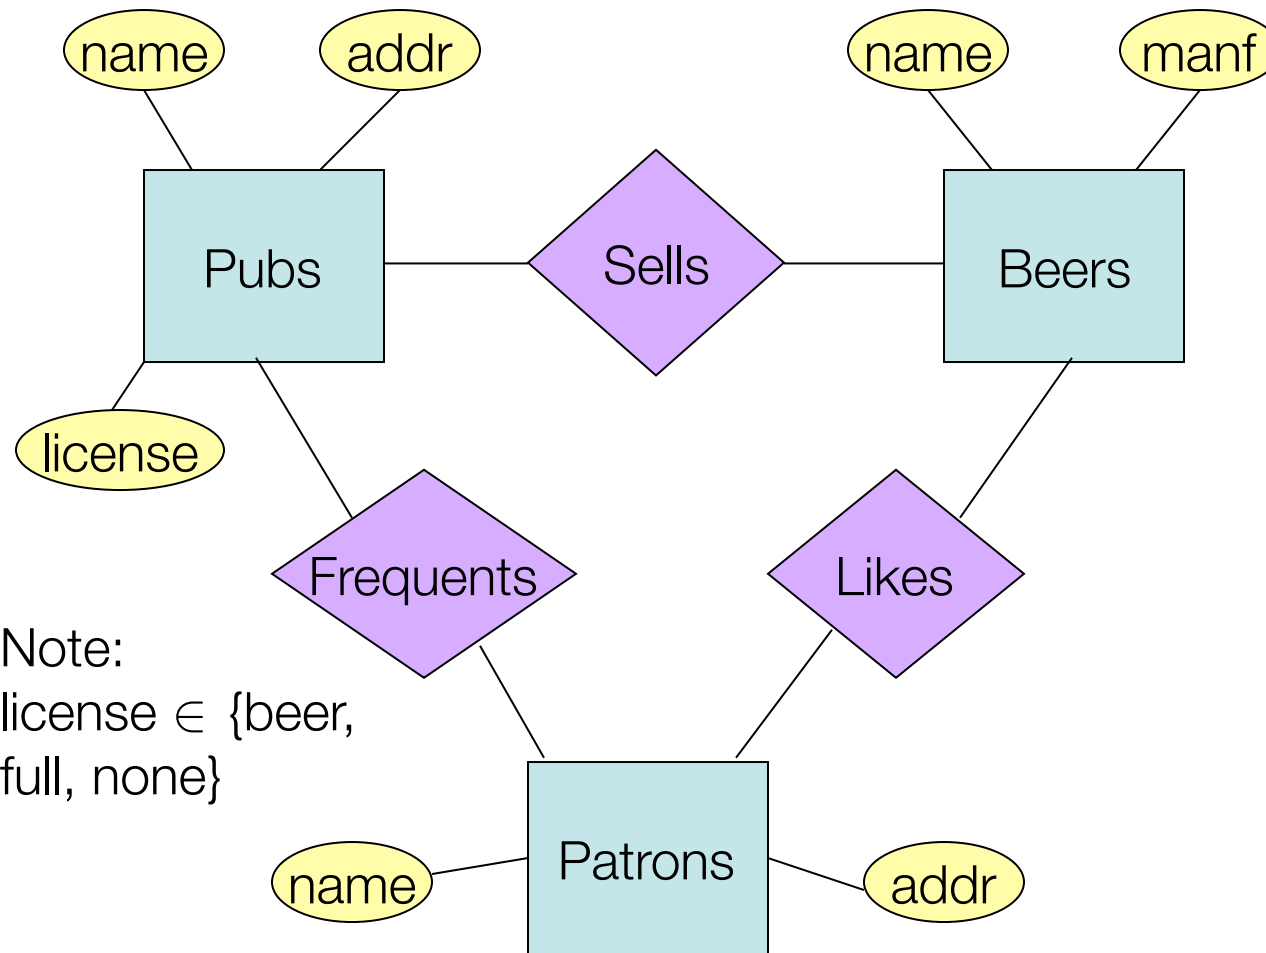 name
addr
name
manf
Pubs
Sells
Beers
license
Frequents
Likes
Note:
license ∈ {beer,
full, none}
Patrons
name
addr